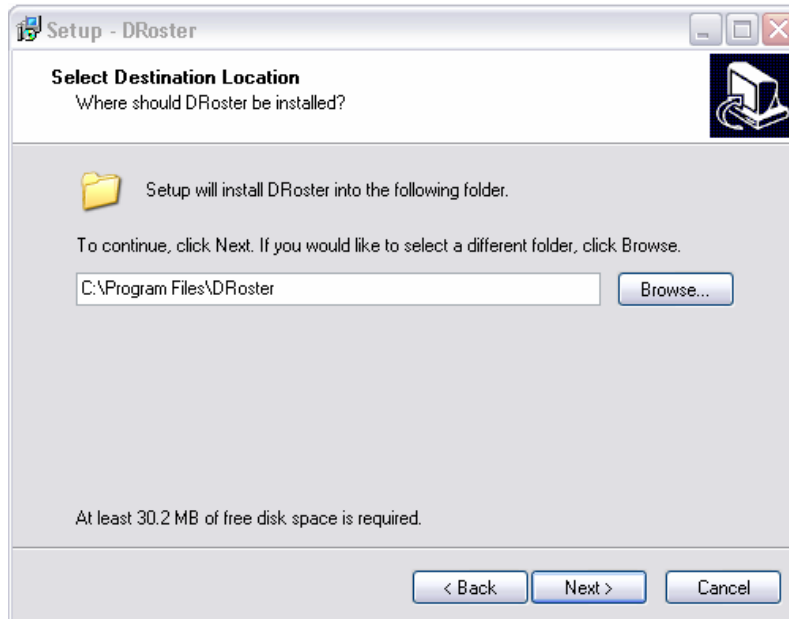 Setup - DRoster
Select Destination Location
Where should DRoster be installed?
Setup will install DRoster into the following folder.
To continue, click Next. If you would like to select a different folder, click Browse.
C:\Program Files\DRoster
Browse...
At least 30.2 MB of free disk space is required.
< Back Next > Cancel